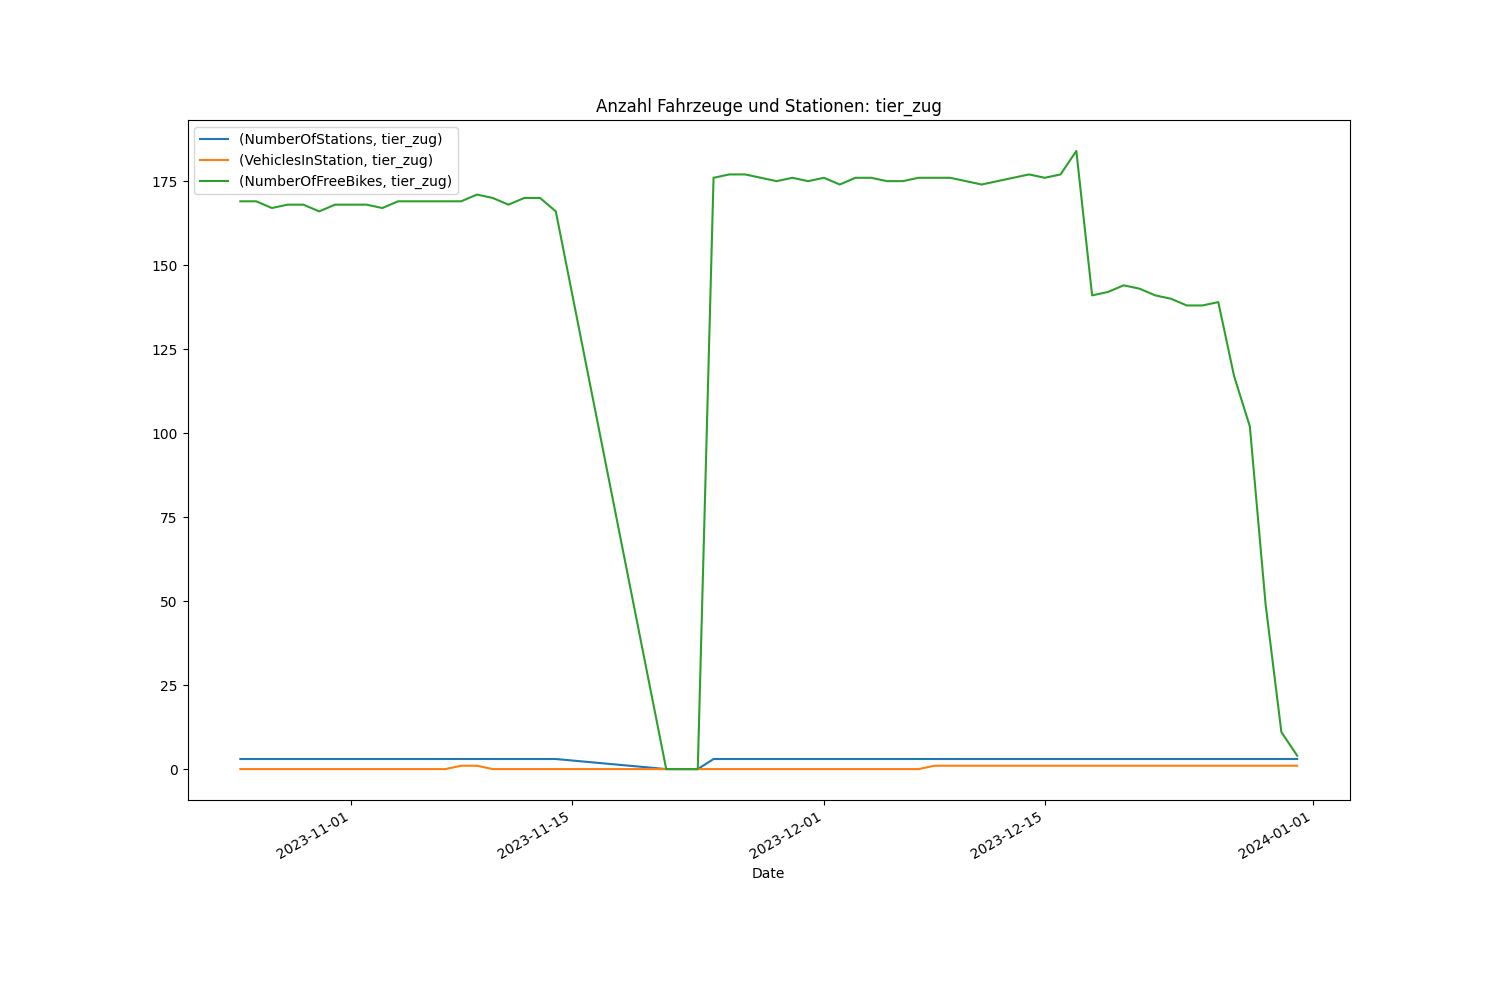 Anzahl Fahrzeuge und Stationen: tier_zug
(NumberOfStations, tier_zug)
(VehiclesInStation, tier_zug)
(NumberOfFreeBikes, tier_zug)
175
150
125
100
75
50
25
0
2023-11-01
2023-11-15
2023-12-01
2023-12-15
2024-01-01
Date